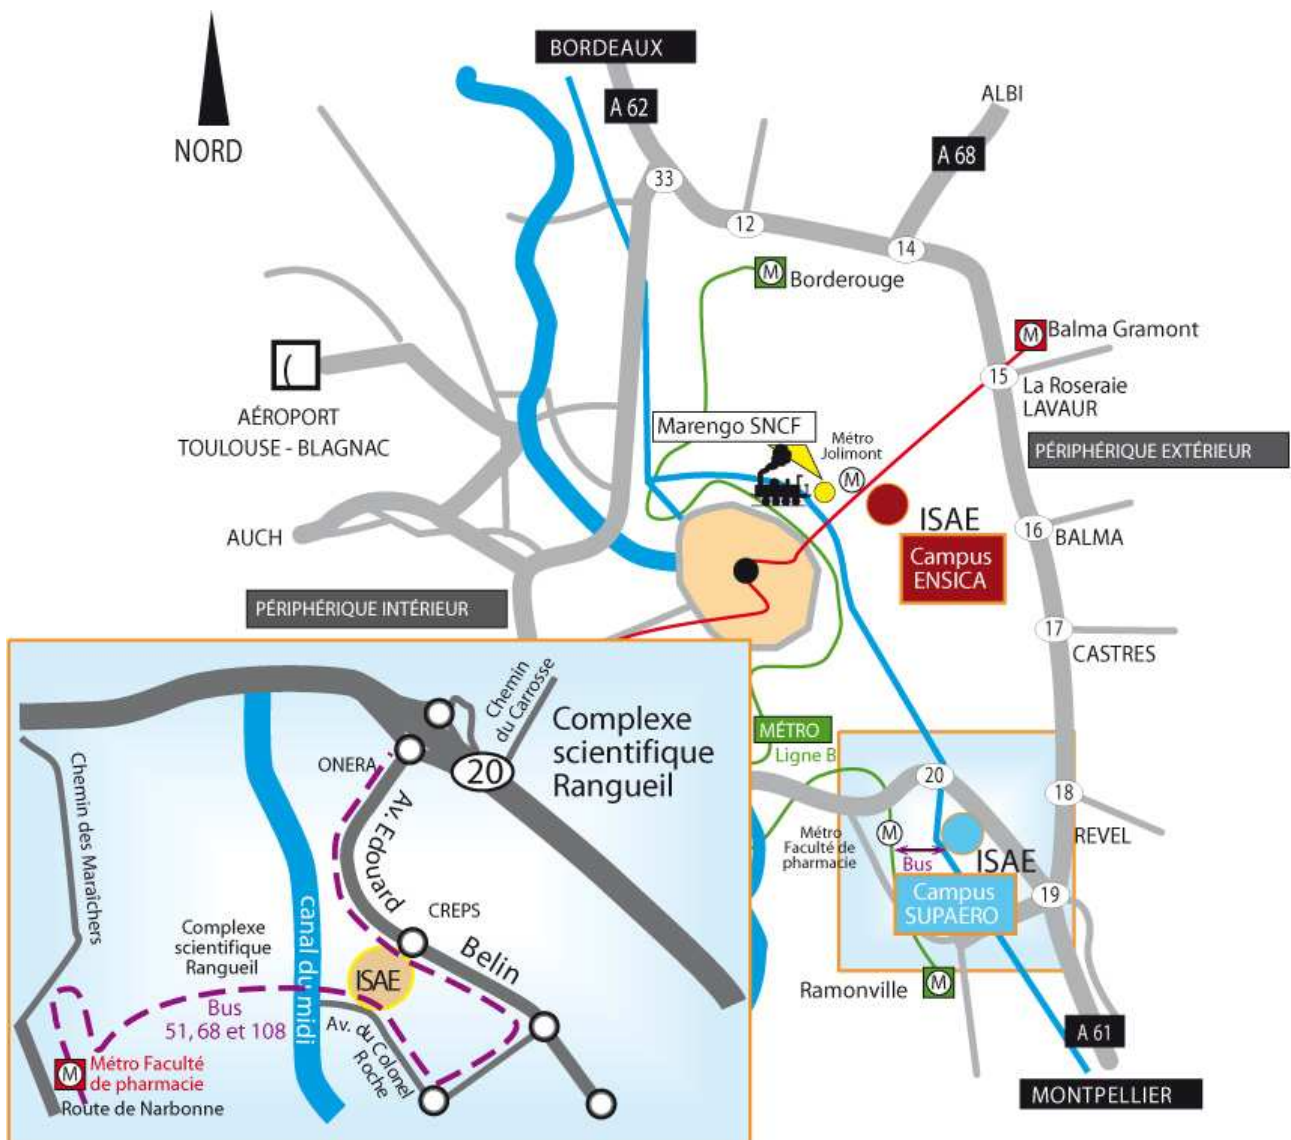 BORDEAUX
A 62
ALBI
A 68
NORD
33
12
14
M
Borderouge
M
Balma Gramont
15
La Roseraie
LAVAUR
AÉROPORT
TOULOUSE - BLAGNAC
Marengo SNCF
Métro
Jolimont
M
PÉRIPHÉRIQUE EXTÉRIEUR
ISAE
Campus
ENSICA
16
BALMA
AUCH
PÉRIPHÉRIQUE INTÉRIEUR
17
CASTRES
MÉTRO
Ligne B
20
18
REVEL
Métro
Faculté de
pharmacie
M
Bus
ISAE
Campus
SUPAERO
19
Ramonville
M
A 61
MONTPELLIER
Chemin
du Carrosse
Complexe
scientifique
Rangueil
20
ONERA
Av. Edouard
Belin
CREPS
Chemin des Maraîchers
Complexe
scientifique
Rangueil
canal du midi
ISAE
Bus
51, 68 et 108
Av. du Colonel
Roche
M
Métro Faculté
de pharmacie
Route de Narbonne